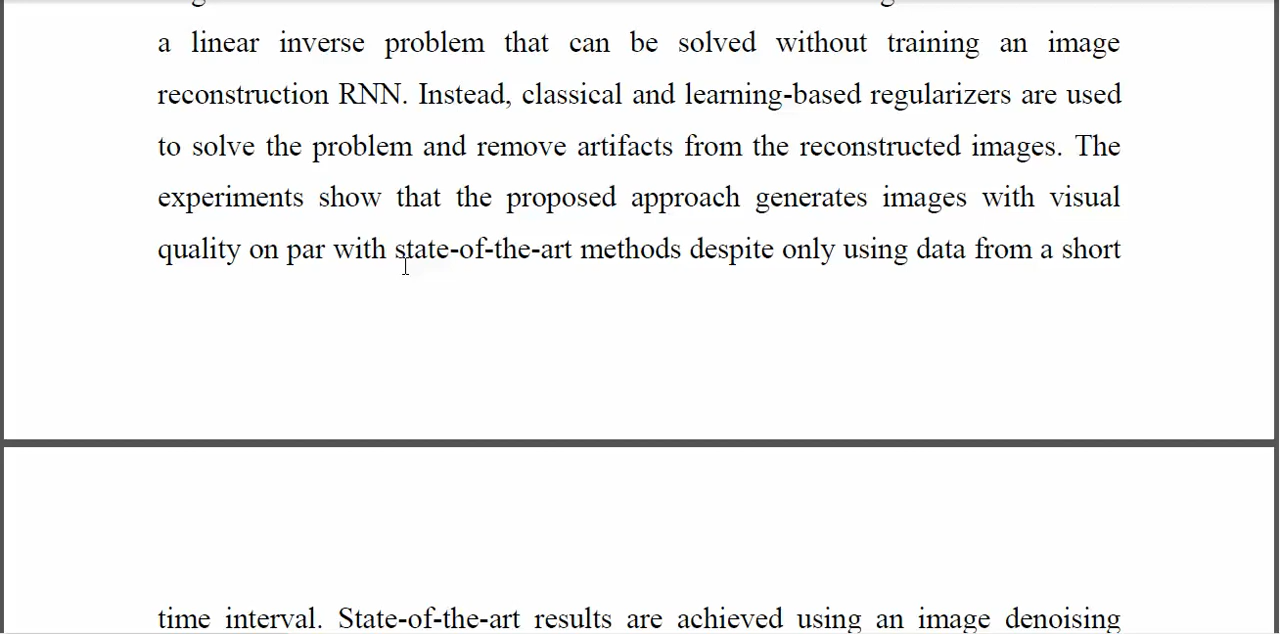 a linear inverse problem that can be solved without training an image
reconstruction RNN. Instead, classical and learning-based regularizers are used
to solve the problem and remove artifacts from the reconstructed images. The
experiments show that the proposed approach generates images with visual
quality on par with state-of-the-art methods despite only using data from a short
time interval. State-of-the-art results are achieved using an image denoising